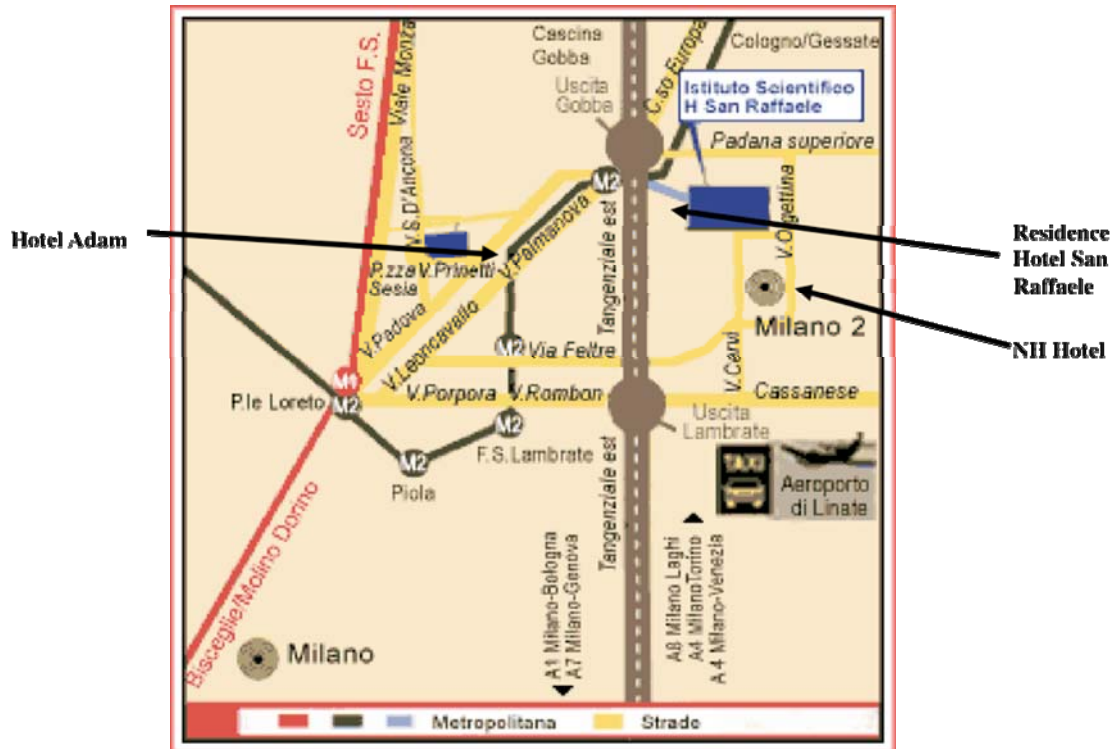 Cascina
Gobba
Cologno/Gessate
Sesto F.S.
Viale Monza
Uscita
Gobba
C.so Europa
Istituto Scientifico
H San Raffaele
Padana superiore
V.S.D'Ancona
M2
Hotel Adam
V.Palmanova
Tangenziale est
V.Olgettina
Residence
Hotel San
Raffaele
P.zza V.Prinetti
Sesia
V.Padova
V.Leoncavallo
Milano 2
M2
Via Feltre
NH Hotel
V.Cervi
M1
M2
P.le Loreto
V.Porpora
V.Rombon
Cassanese
Uscita
Lambrate
M2
F.S.Lambrate
M2
Piola
TAXI
Aeroporto
di Linate
Tangenziale est
Bisceglie/Molino Dorino
A1 Milano-Bologna
A7 Milano-Genova
A8 Milano Laghi
A4 MilanoTorino
A4 Milano-Venezia
Milano
Metropolitana
Strade